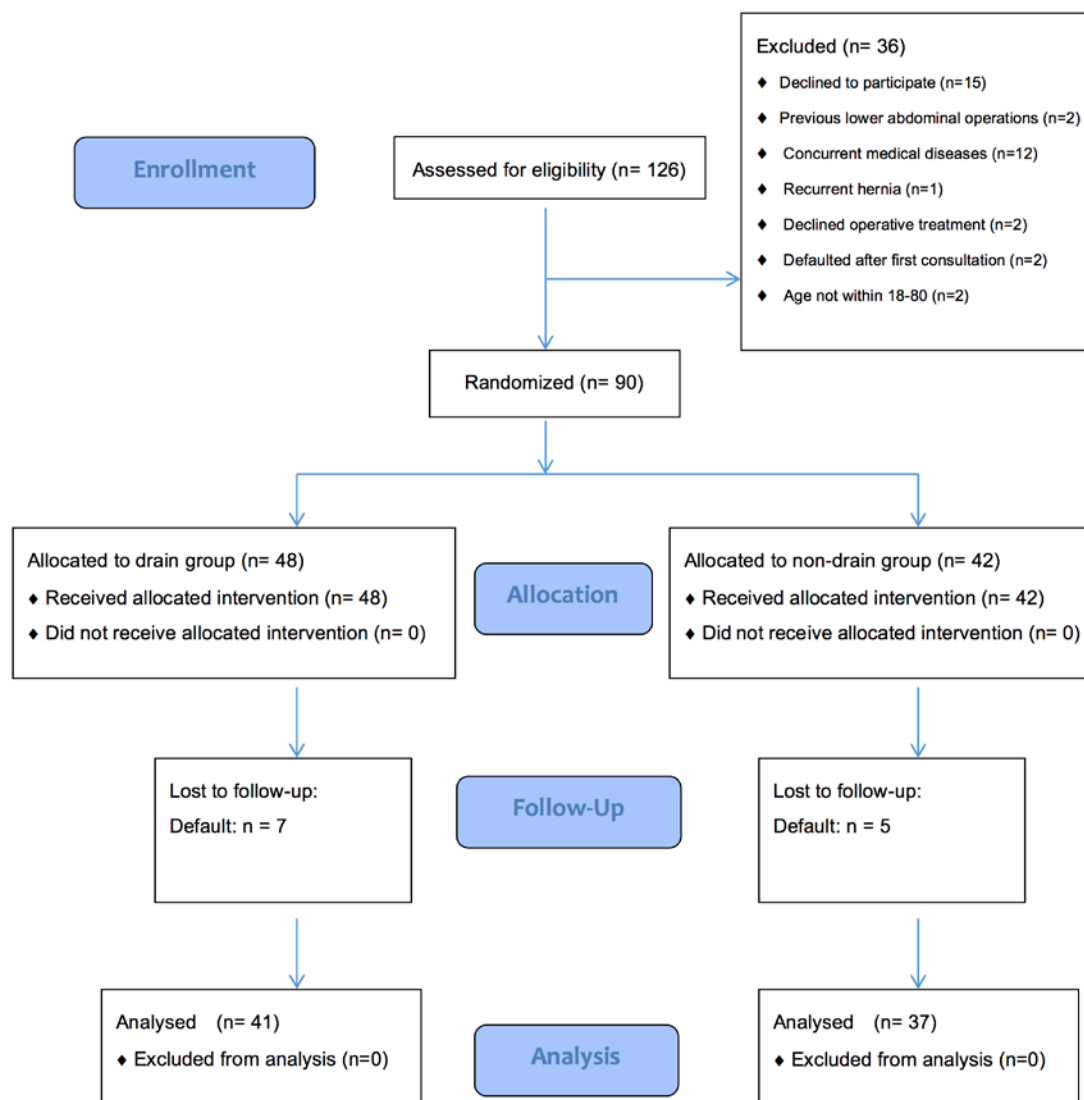 Enrollment
Assessed for eligibility (n= 126)
Excluded (n= 36)
♦ Declined to participate (n=15)
♦ Previous lower abdominal operations (n=2)
♦ Concurrent medical diseases (n=12)
♦ Recurrent hernia (n=1)
♦ Declined operative treatment (n=2)
♦ Defaulted after first consultation (n=2)
♦ Age not within 18-80 (n=2)
Randomized (n= 90)
Allocated to drain group (n= 48)
♦ Received allocated intervention (n= 48)
♦ Did not receive allocated intervention (n= 0)
Allocation
Allocated to non-drain group (n= 42)
♦ Received allocated intervention (n= 42)
♦ Did not receive allocated intervention (n= 0)
Lost to follow-up:
Default: n = 7
Follow-Up
Lost to follow-up:
Default: n = 5
Analysed (n= 41)
♦ Excluded from analysis (n=0)
Analysis
Analysed (n= 37)
♦ Excluded from analysis (n=0)